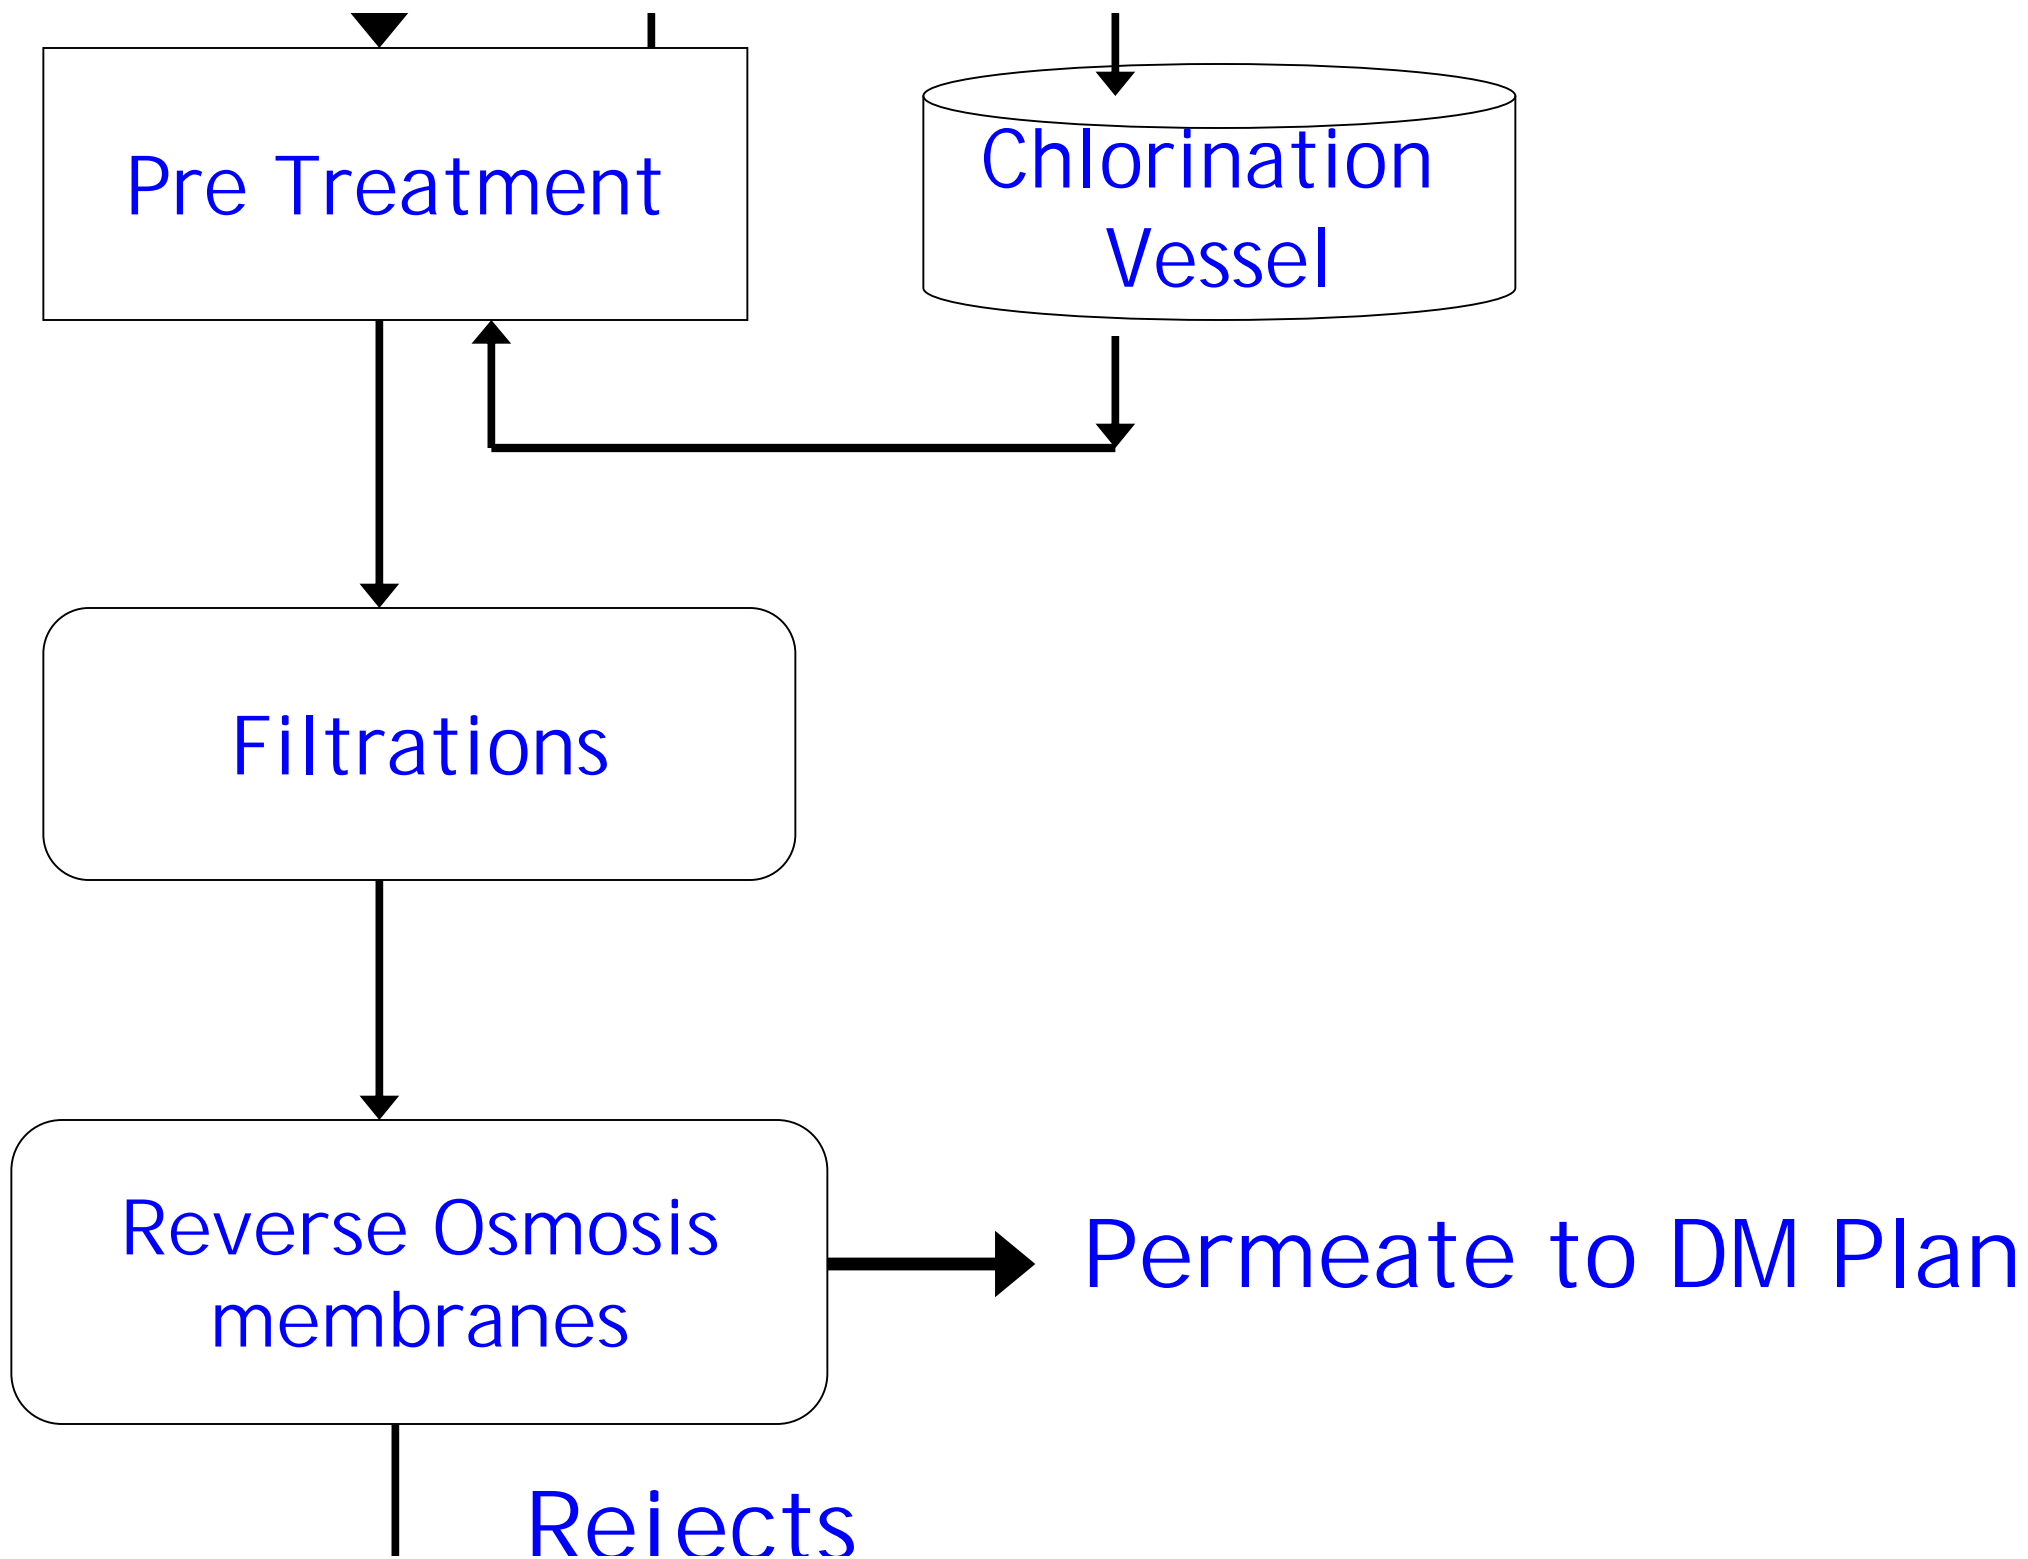 Pre Treatment
Chlorination
Vessel
Filtrations
Reverse Osmosis
membranes
Permeate to DM Plan
Rejects